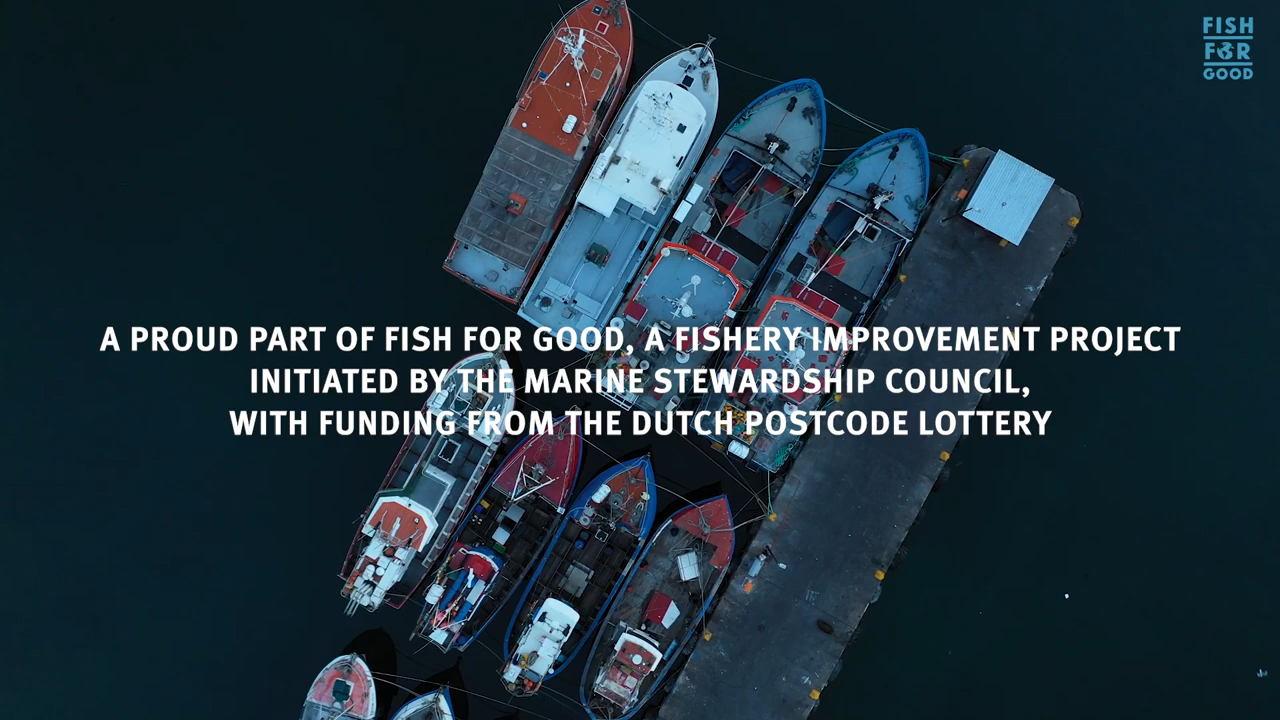 FISH
FOR
GOOD
A PROUD PART OF FISH FOR GOOD, A FISHERY IMPROVEMENT PROJECT
INITIATED BY THE MARINE STEWARDSHIP COUNCIL,
WITH FUNDING FROM THE DUTCH POSTCODE LOTTERY